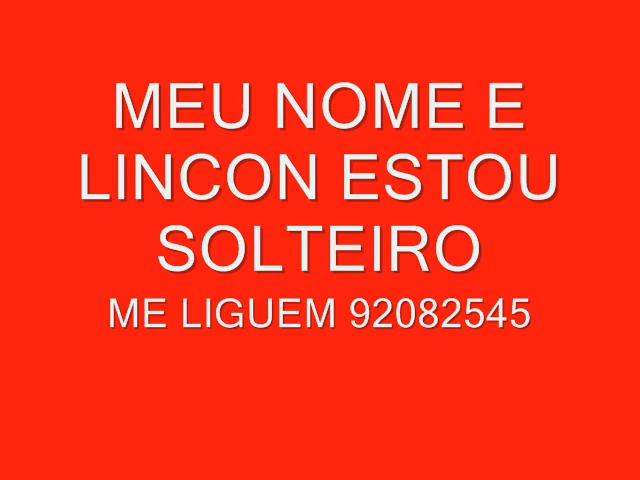 MEU NOME E
LINCON ESTOU
SOLTEIRO
ME LIGUEM 92082545